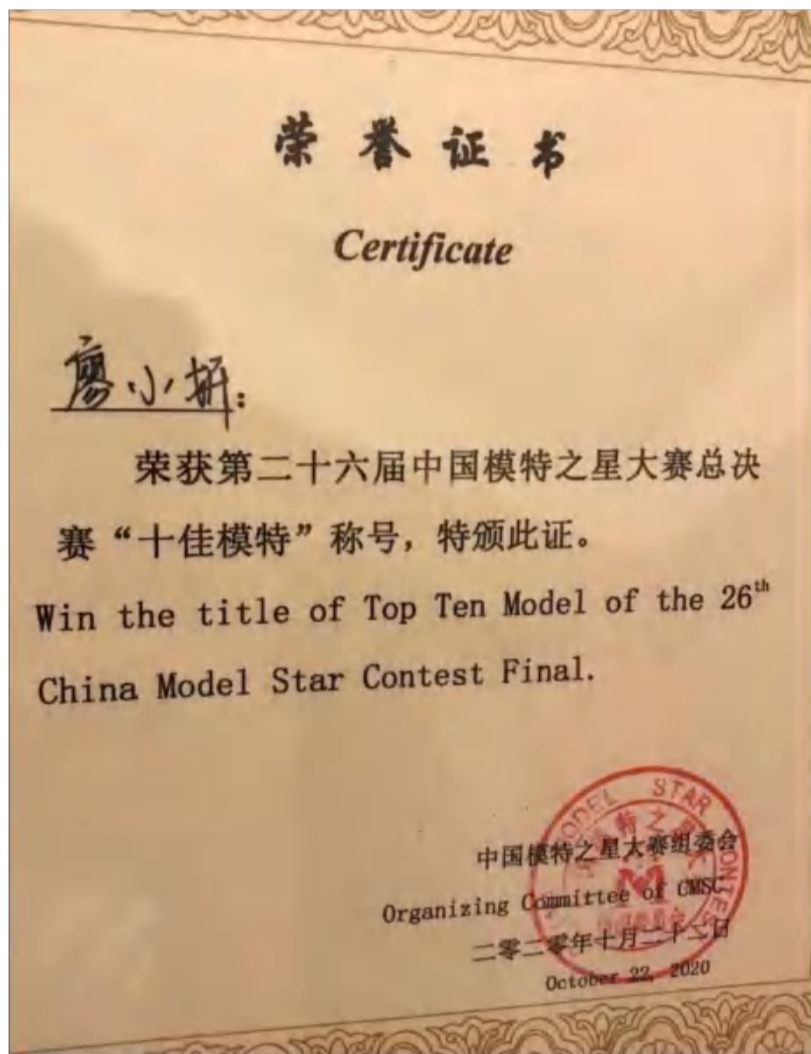 荣誉证书
Certificate
廖小妍:
荣获第二十六届中国模特之星大赛总决
赛“十佳模特”称号，特颁此证。
Win the title of Top Ten Model of the 26th
China Model Star Contest Final.
中国模特之星大赛组委会
Organizing Committee of CMSC
二零二零年十月二十二日
October 22, 2020
MODEL STAR CONTES